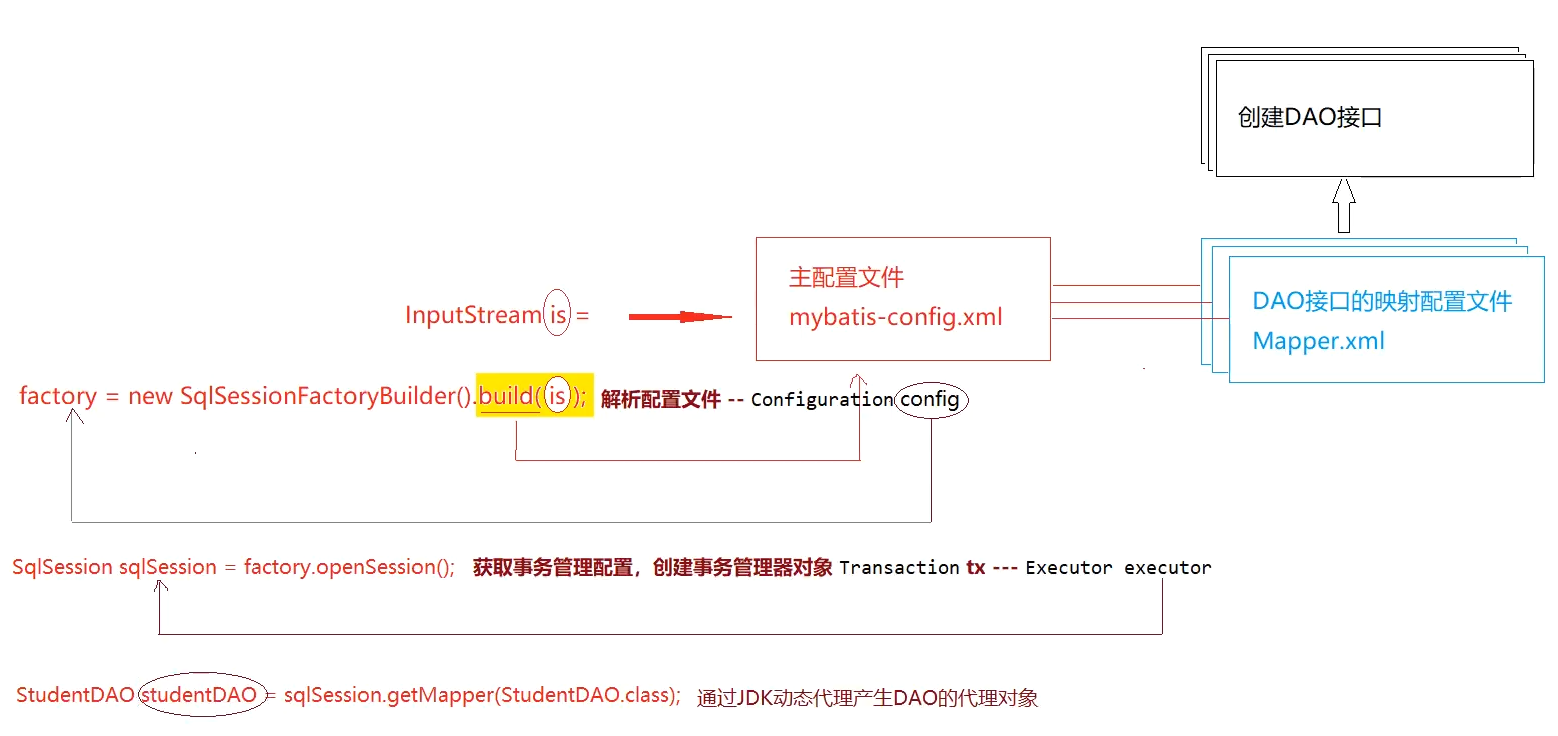 创建DAO接口
主配置文件
mybatis-config.xml
DAO接口的映射配置文件
Mapper.xml
InputStream is =
factory = new SqlSessionFactoryBuilder().build( is ); 解析配置文件 -- Configuration config
SqlSession sqlSession = factory.openSession(); 获取事务管理配置，创建事务管理器对象 Transaction tx --- Executor executor
StudentDAO studentDAO = sqlSession.getMapper(StudentDAO.class); 通过JDK动态代理产生DAO的代理对象